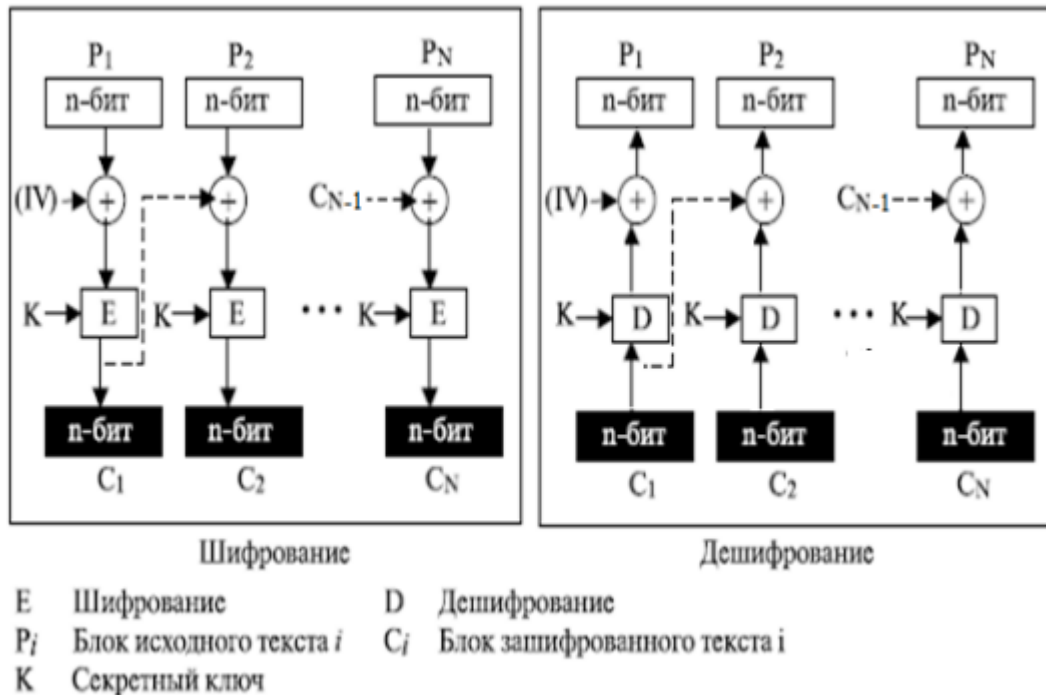 P1 P2 PN
n-бит n-бит n-бит
(IV) + + CN-1 +
K E K E ••• K E
n-бит n-бит n-бит
C1 C2 CN
Шифрование
P1 P2 PN
n-бит n-бит n-бит
(IV) + + CN-1 +
K D K D ••• K D
n-бит n-бит n-бит
C1 C2 CN
Дешифрование
E Шифрование D Дешифрование
Pi Блок исходного текста i Ci Блок зашифрованного текста i
K Секретный ключ